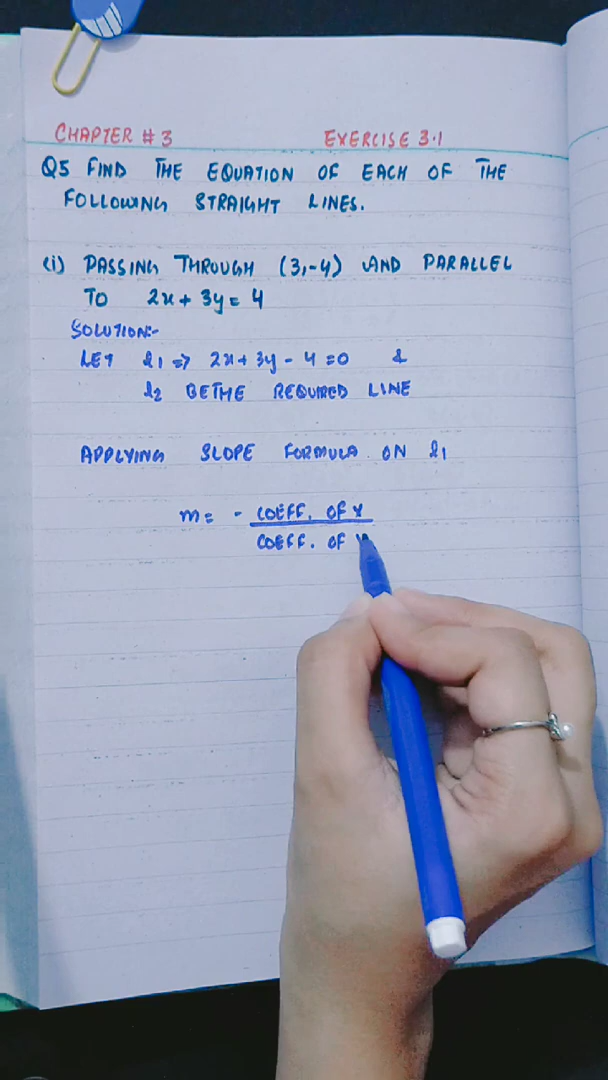 CHAPTER #3 EXERCISE 3.1
Q5 FIND THE EQUATION OF EACH OF THE
FOLLOWING STRAIGHT LINES.
(i) PASSING THROUGH (3,-4) AND PARALLEL
TO 2x + 3y = 4
SOLUTION:-
LET l1 => 2x + 3y - 4 = 0 &
l2 BE THE REQUIRED LINE
APPLYING SLOPE FORMULA ON l1
m = - COEFF. OF x
COEFF. OF